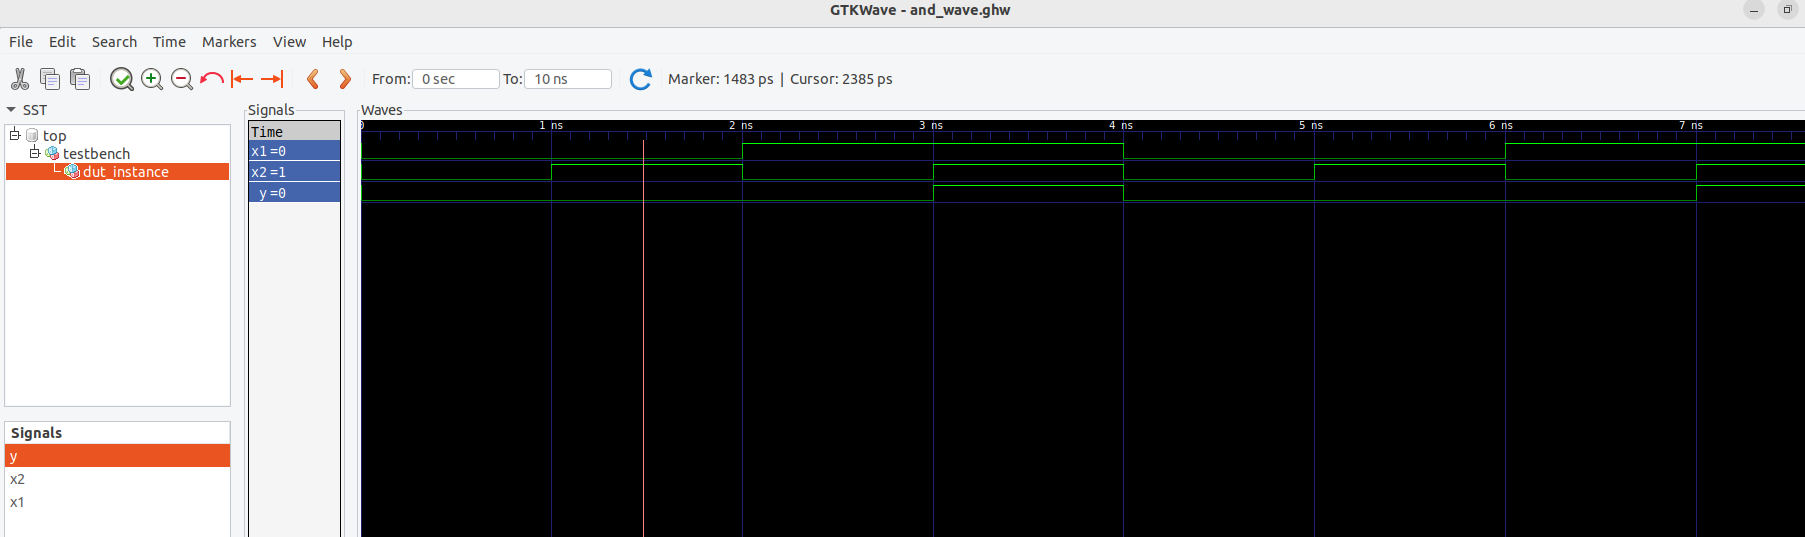 GTKWave - and_wave.ghw
File Edit Search Time Markers View Help
From: 0 sec To: 10 ns Marker: 1483 ps | Cursor: 2385 ps
SST
top
testbench
dut_instance
Signals
y
x2
x1
Signals
Time
x1=0
x2=1
y=0
Waves
0 1 ns 2 ns 3 ns 4 ns 5 ns 6 ns 7 ns